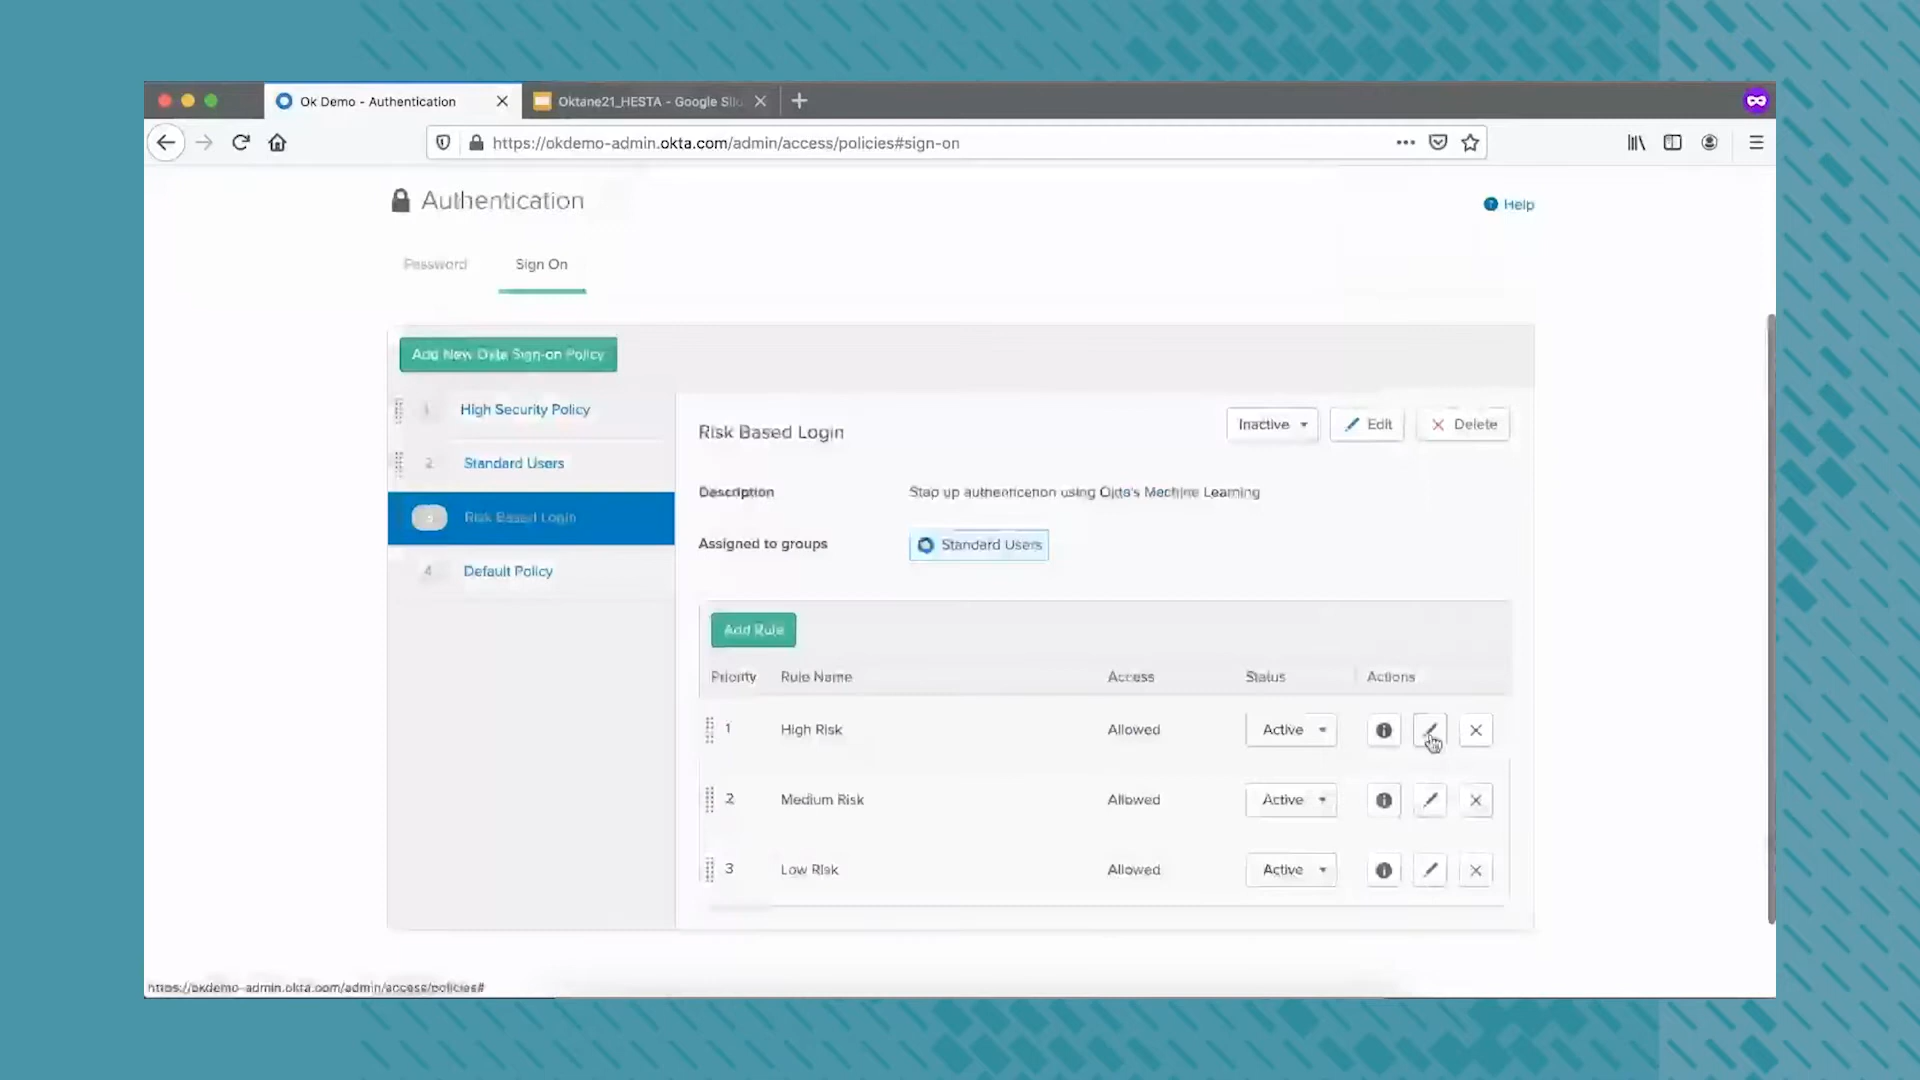 Ok Demo - Authentication
Oktane21_HESTA - Google Slid
https://okdemo-admin.okta.com/admin/access/policies#sign-on
Authentication
Help
Password
Sign On
Add New Okta Sign-on Policy
1 High Security Policy
2 Standard Users
3 Risk Based Login
4 Default Policy
Risk Based Login
Inactive
Edit
Delete
Description
Step up authentication using Okta's Machine Learning
Assigned to groups
Standard Users
Add Rule
Priority Rule Name Access Status Actions
1 High Risk Allowed Active
2 Medium Risk Allowed Active
3 Low Risk Allowed Active
https://okdemo-admin.okta.com/admin/access/policies#